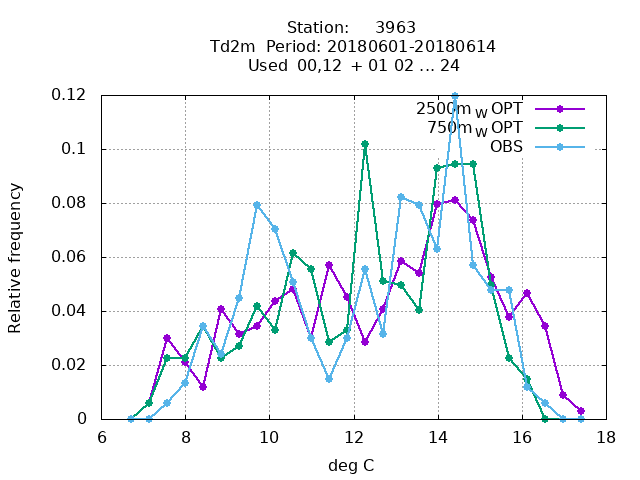 Station: 3963
Td2m Period: 20180601-20180614
Used 00,12 + 01 02 ... 24
2500m_W OPT
750m_W OPT
OBS
0.12
0.1
0.08
0.06
0.04
0.02
0
Relative frequency
6 8 10 12 14 16 18
deg C